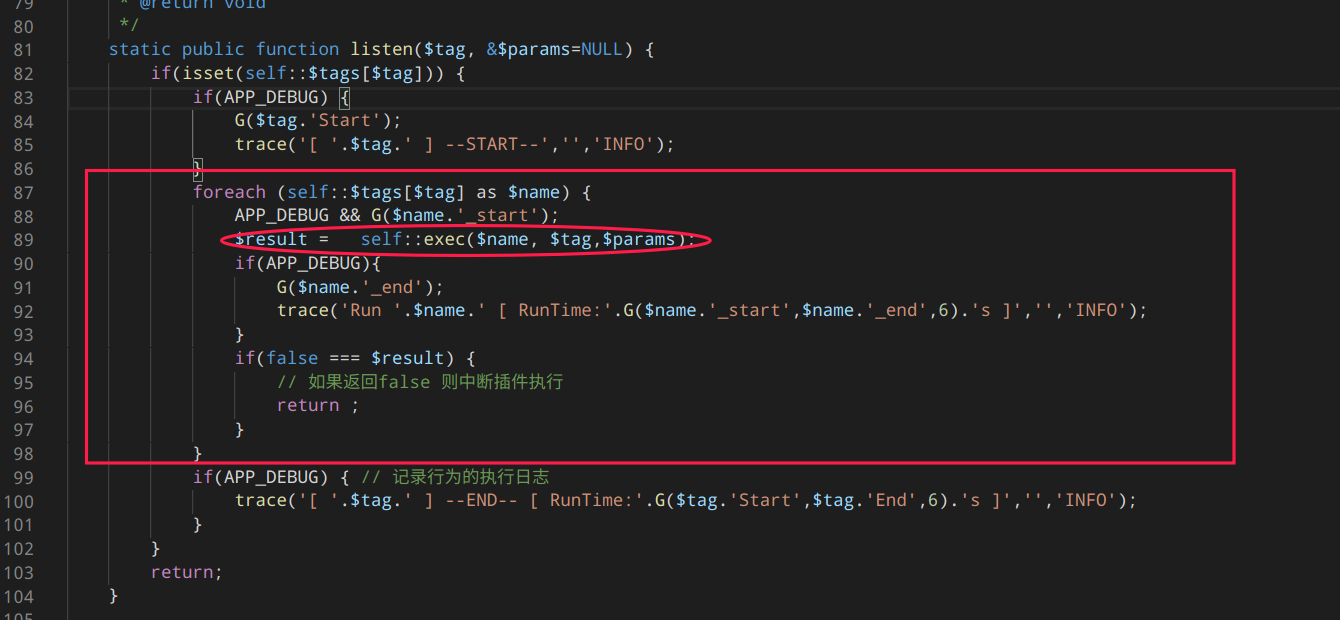 79 * @return void
80 */
81 static public function listen($tag, &$params=NULL) {
82 if(isset(self::$tags[$tag])) {
83 if(APP_DEBUG) {
84 G($tag.'Start');
85 trace('[ '.$tag.' ] --START--','','INFO');
86 }
87 foreach (self::$tags[$tag] as $name) {
88 APP_DEBUG && G($name.'_start');
89 $result =   self::exec($name, $tag,$params);
90 if(APP_DEBUG){
91 G($name.'_end');
92 trace('Run '.$name.' [ RunTime:'.G($name.'_start',$name.'_end',6).'s ]','','INFO');
93 }
94 if(false === $result) {
95 // 如果返回false 则中断插件执行
96 return ;
97 }
98 }
99 if(APP_DEBUG) { // 记录行为的执行日志
100 trace('[ '.$tag.' ] --END-- [ RunTime:'.G($tag.'Start',$tag.'End',6).'s ]','','INFO');
101 }
102 }
103 return;
104 }
105